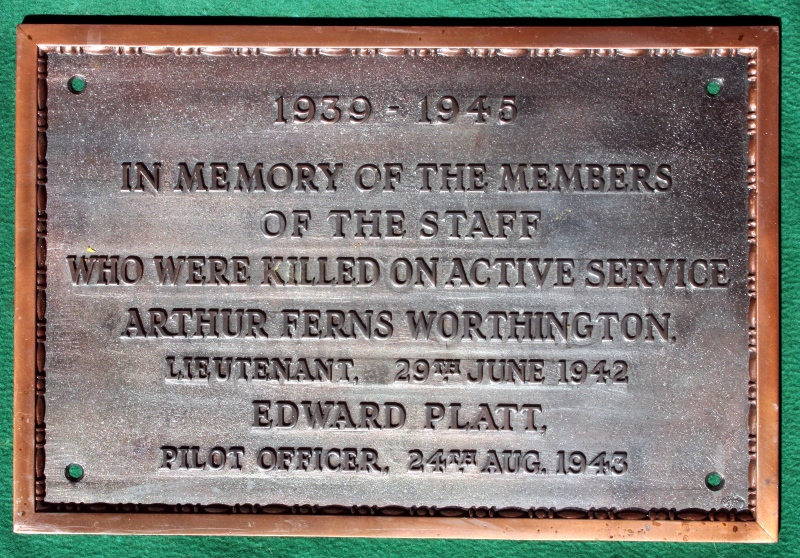 1939 - 1945
IN MEMORY OF THE MEMBERS
OF THE STAFF
WHO WERE KILLED ON ACTIVE SERVICE
ARTHUR FERNS WORTHINGTON,
LIEUTENANT, 29TH JUNE 1942
EDWARD PLATT,
PILOT OFFICER, 24TH AUG. 1943